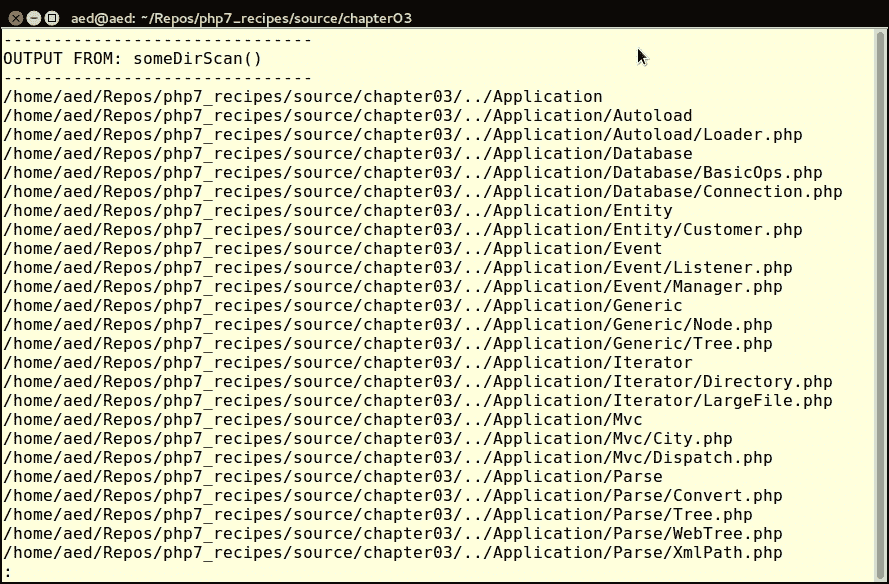 aed@aed: ~/Repos/php7_recipes/source/chapter03
-------------------------------
OUTPUT FROM: someDirScan()
-------------------------------
/home/aed/Repos/php7_recipes/source/chapter03/../Application
/home/aed/Repos/php7_recipes/source/chapter03/../Application/Autoload
/home/aed/Repos/php7_recipes/source/chapter03/../Application/Autoload/Loader.php
/home/aed/Repos/php7_recipes/source/chapter03/../Application/Database
/home/aed/Repos/php7_recipes/source/chapter03/../Application/Database/BasicOps.php
/home/aed/Repos/php7_recipes/source/chapter03/../Application/Database/Connection.php
/home/aed/Repos/php7_recipes/source/chapter03/../Application/Entity
/home/aed/Repos/php7_recipes/source/chapter03/../Application/Entity/Customer.php
/home/aed/Repos/php7_recipes/source/chapter03/../Application/Event
/home/aed/Repos/php7_recipes/source/chapter03/../Application/Event/Listener.php
/home/aed/Repos/php7_recipes/source/chapter03/../Application/Event/Manager.php
/home/aed/Repos/php7_recipes/source/chapter03/../Application/Generic
/home/aed/Repos/php7_recipes/source/chapter03/../Application/Generic/Node.php
/home/aed/Repos/php7_recipes/source/chapter03/../Application/Generic/Tree.php
/home/aed/Repos/php7_recipes/source/chapter03/../Application/Iterator
/home/aed/Repos/php7_recipes/source/chapter03/../Application/Iterator/Directory.php
/home/aed/Repos/php7_recipes/source/chapter03/../Application/Iterator/LargeFile.php
/home/aed/Repos/php7_recipes/source/chapter03/../Application/Mvc
/home/aed/Repos/php7_recipes/source/chapter03/../Application/Mvc/City.php
/home/aed/Repos/php7_recipes/source/chapter03/../Application/Mvc/Dispatch.php
/home/aed/Repos/php7_recipes/source/chapter03/../Application/Parse
/home/aed/Repos/php7_recipes/source/chapter03/../Application/Parse/Convert.php
/home/aed/Repos/php7_recipes/source/chapter03/../Application/Parse/Tree.php
/home/aed/Repos/php7_recipes/source/chapter03/../Application/Parse/WebTree.php
/home/aed/Repos/php7_recipes/source/chapter03/../Application/Parse/XmlPath.php
: